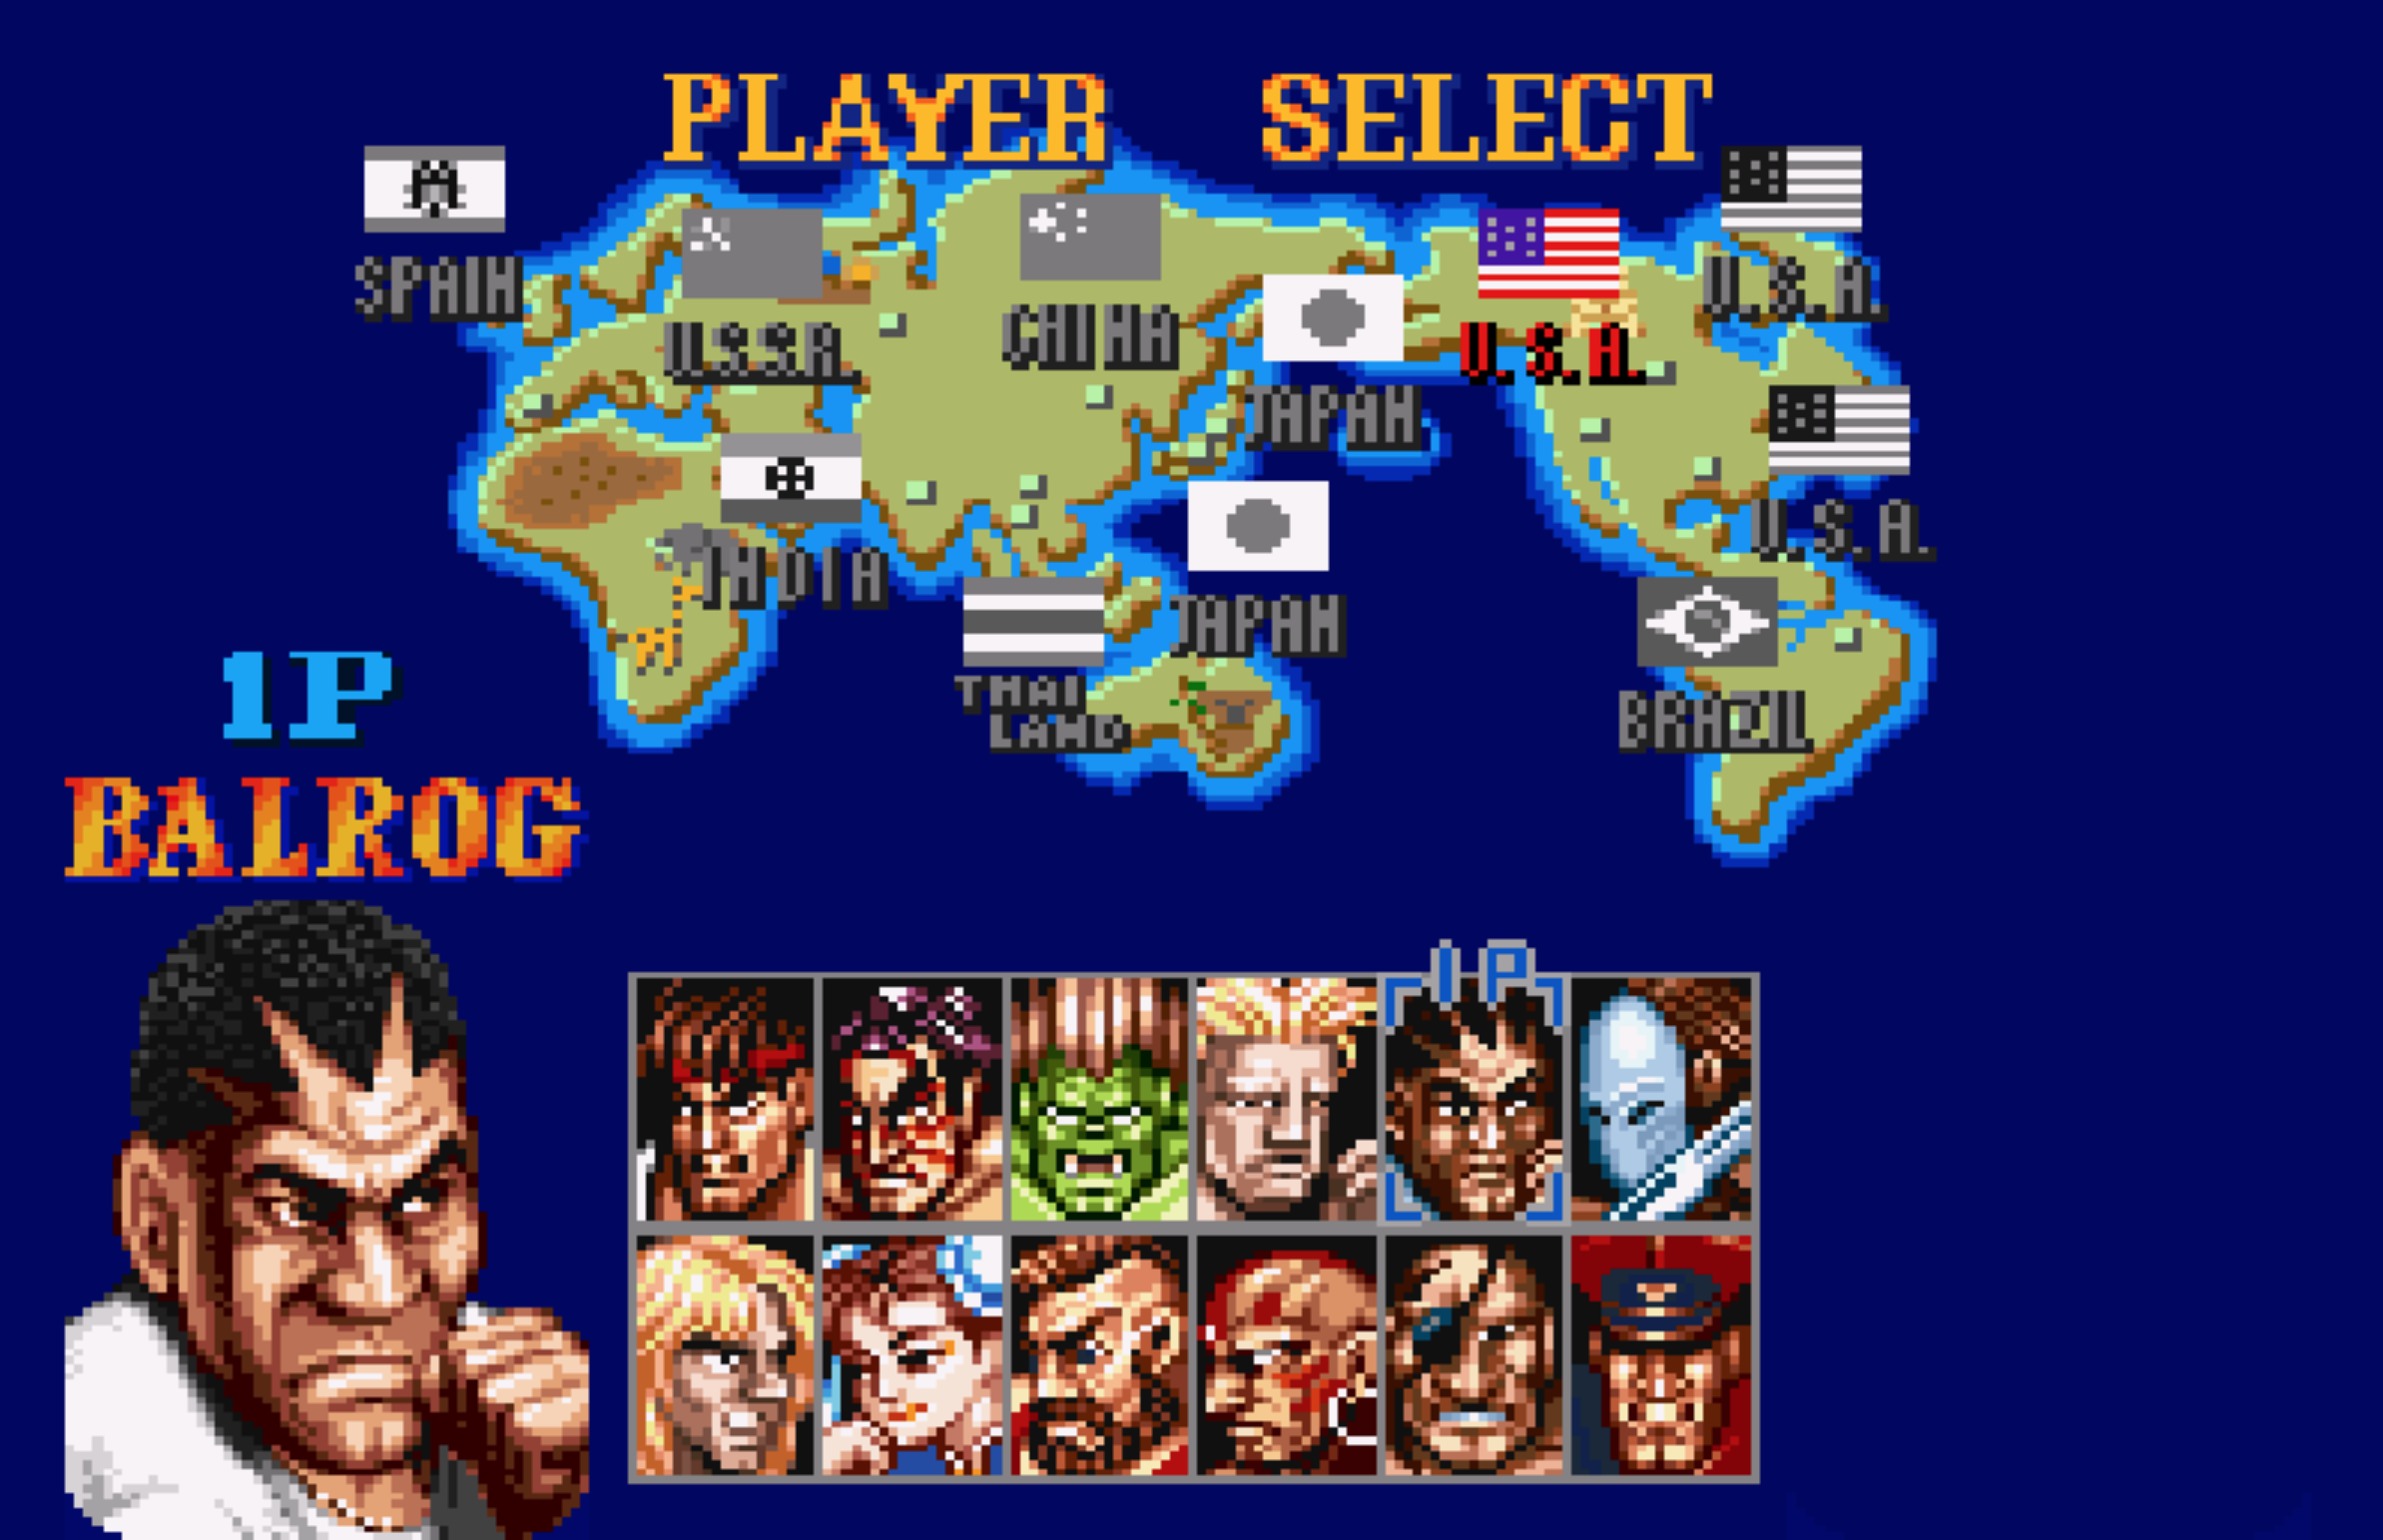 PLAYER SELECT
SPAIN
U.S.S.R.
CHINA
JAPAN
U.S.A.
U.S.A.
U.S.A.
INDIA
JAPAN
THAI
LAND
BRAZIL
1P
BALROG
1P